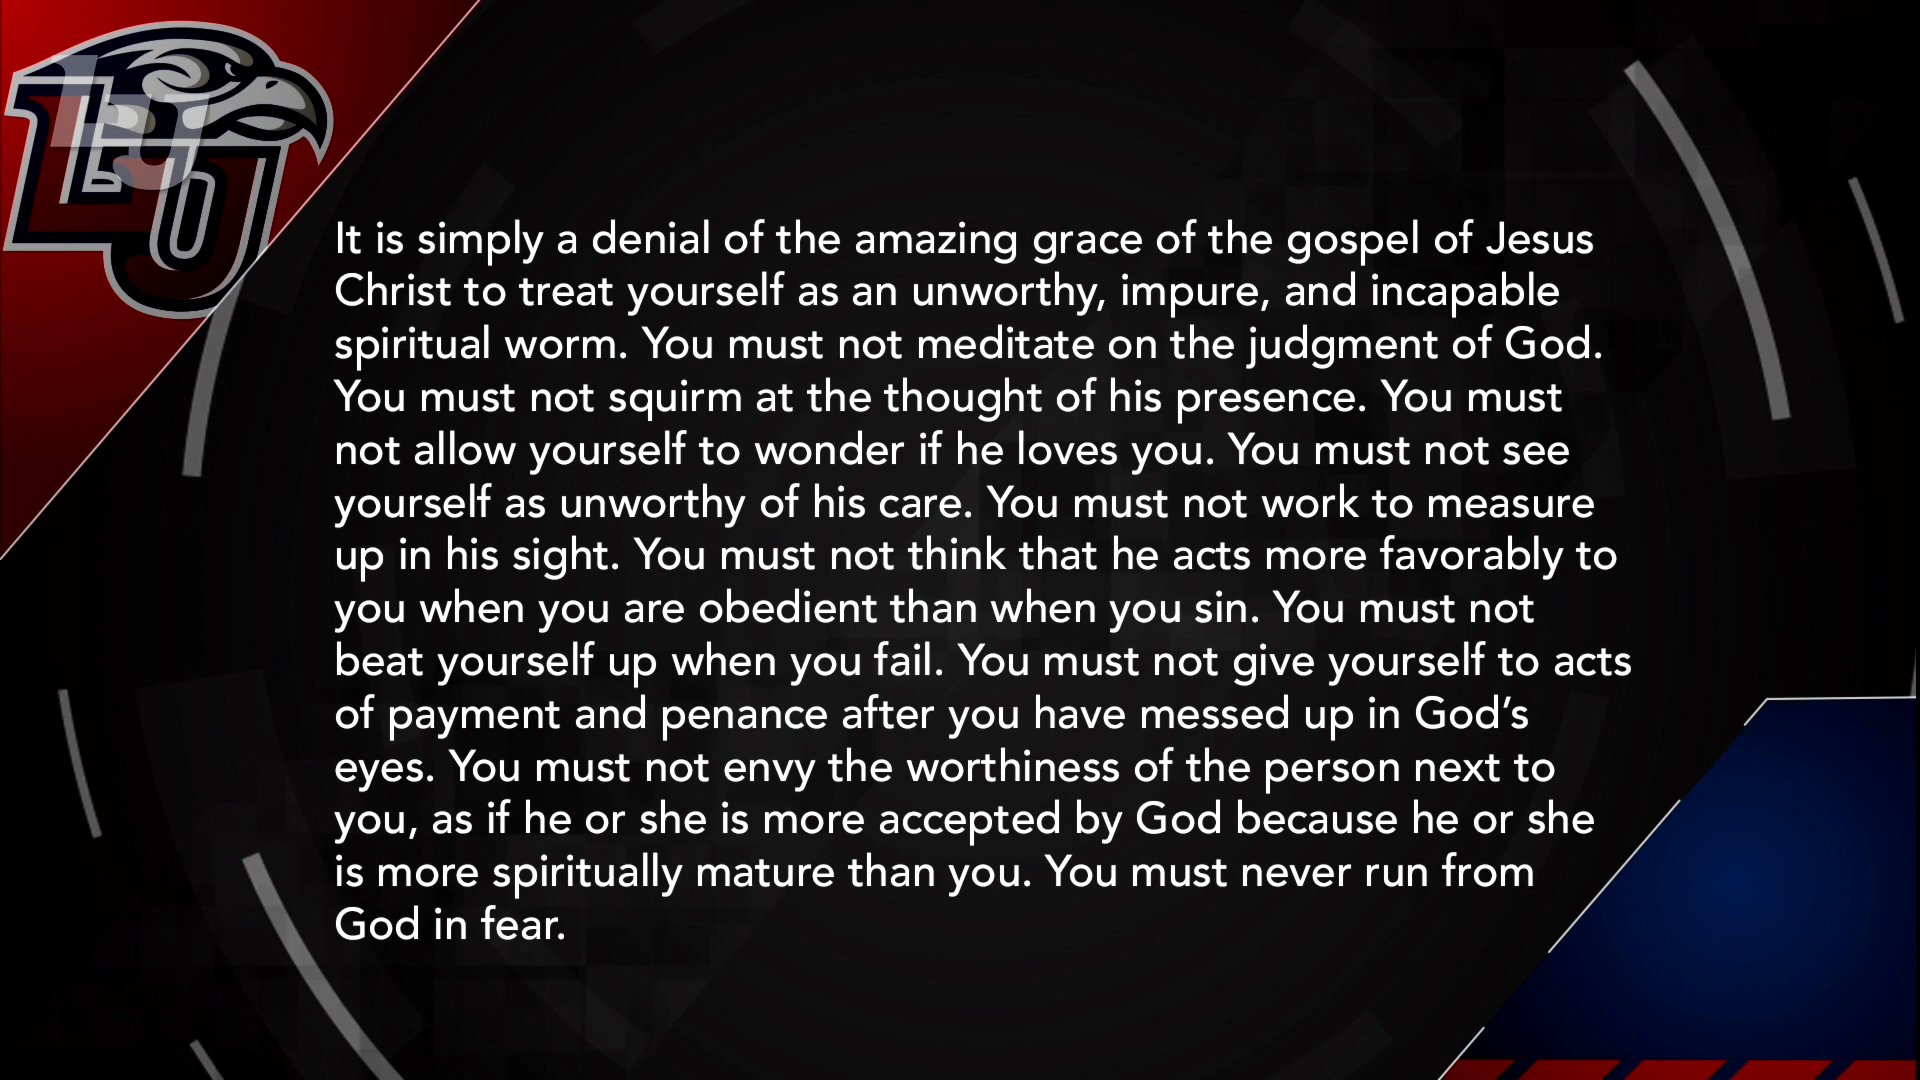 LU
It is simply a denial of the amazing grace of the gospel of Jesus
Christ to treat yourself as an unworthy, impure, and incapable
spiritual worm. You must not meditate on the judgment of God.
You must not squirm at the thought of his presence. You must
not allow yourself to wonder if he loves you. You must not see
yourself as unworthy of his care. You must not work to measure
up in his sight. You must not think that he acts more favorably to
you when you are obedient than when you sin. You must not
beat yourself up when you fail. You must not give yourself to acts
of payment and penance after you have messed up in God’s
eyes. You must not envy the worthiness of the person next to
you, as if he or she is more accepted by God because he or she
is more spiritually mature than you. You must never run from
God in fear.